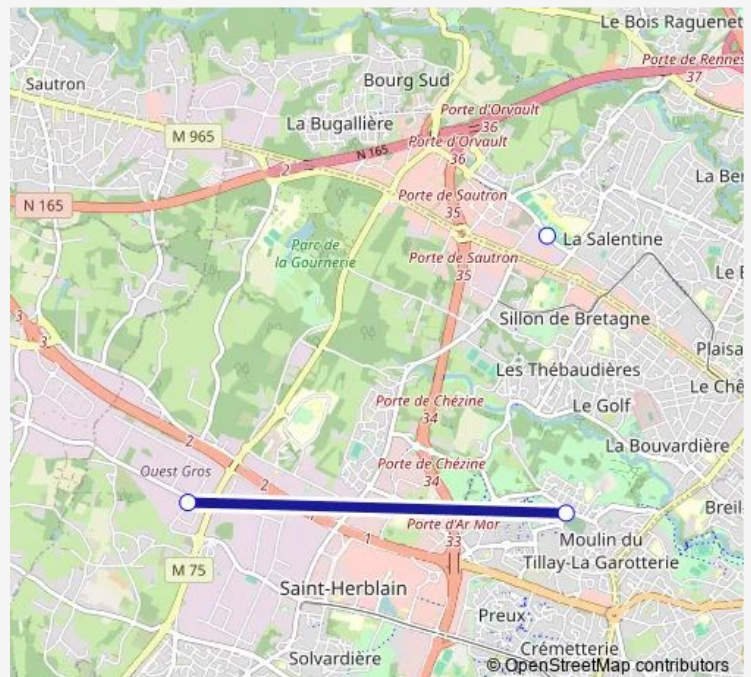 Le Bois Raguenet
Porte de Rennes
37
Sautron
Bourg Sud
Porte d'Orvault
36
La Bugallière
M 965
N 165
Porte d'Orvault
36
2
La Ber
Porte de Sautron
35
N 165
Parc de
la Gournerie
La Salentine
Porte de Sautron
35
3
Sillon de Bretagne
3
Plaisa
Les Thébaudières
Le Chê
Porte de Chézine
34
Le Golf
2
La Bouvardière
Ouest Gros
Porte de Chézine
34
2
Breil
Porte d'Ar Mor
33
1
Moulin du
Tillay-La Garotterie
M 75
Saint-Herblain
Preux
Crémetterie
Solvardière
© OpenStreetMap contributors